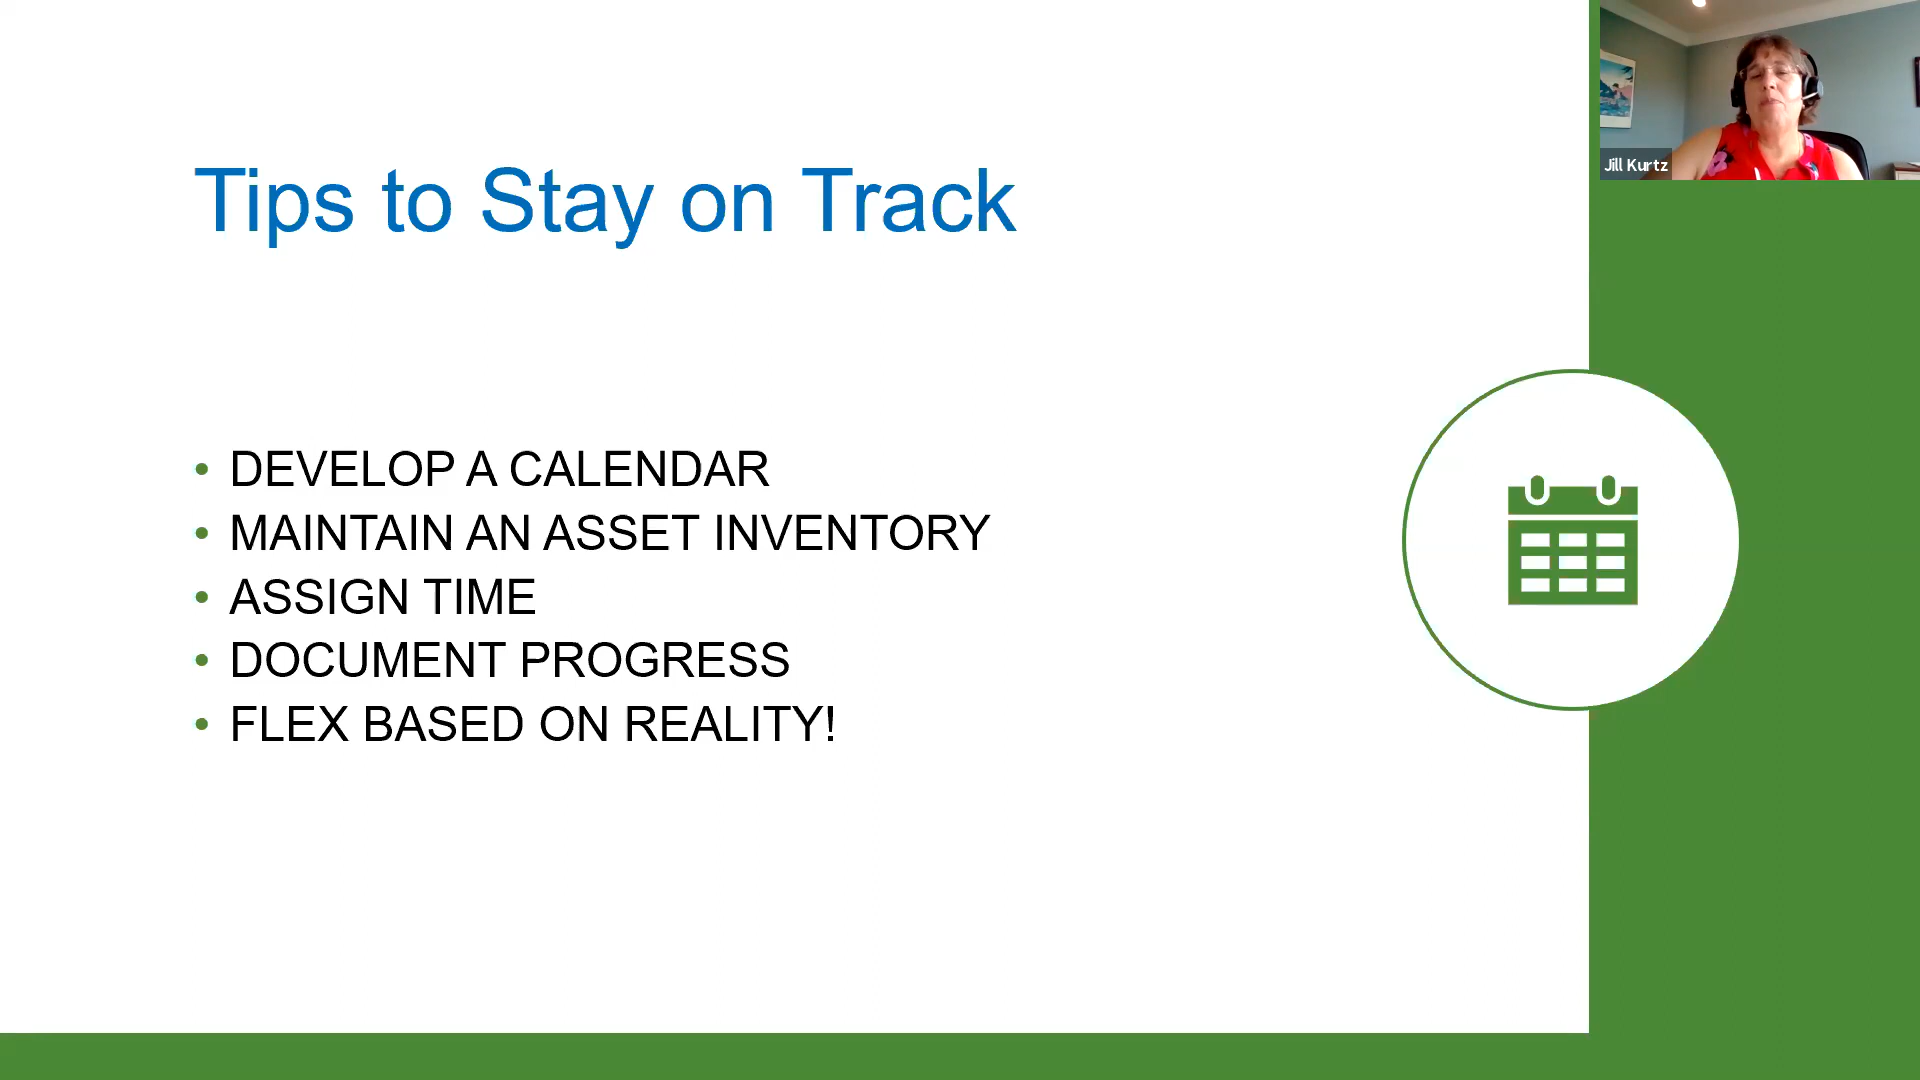 Jill Kurtz
Tips to Stay on Track
• DEVELOP A CALENDAR
• MAINTAIN AN ASSET INVENTORY
• ASSIGN TIME
• DOCUMENT PROGRESS
• FLEX BASED ON REALITY!